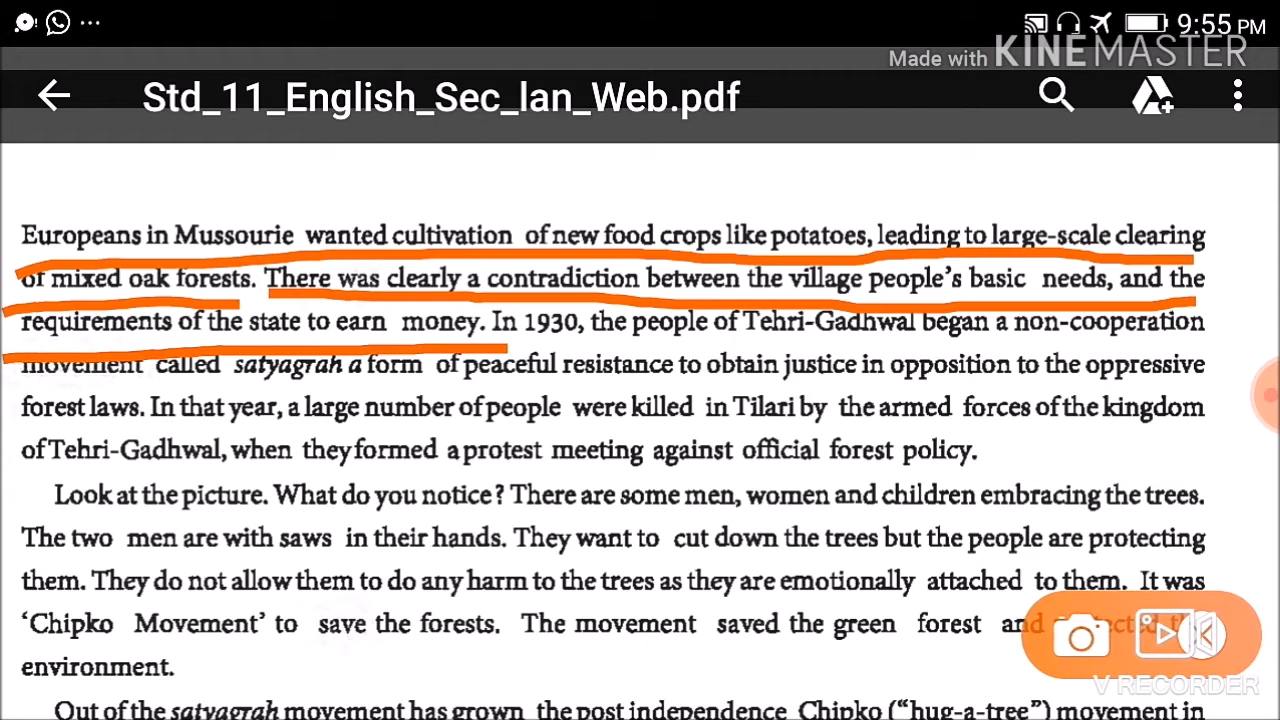 9:55 PM
Made with KINEMASTER
Std_11_English_Sec_lan_Web.pdf
Europeans in Mussourie wanted cultivation of new food crops like potatoes, leading to large-scale clearing
of mixed oak forests. There was clearly a contradiction between the village people's basic needs, and the
requirements of the state to earn money. In 1930, the people of Tehri-Gadhwal began a non-cooperation
movement called satyagrah a form of peaceful resistance to obtain justice in opposition to the oppressive
forest laws. In that year, a large number of people were killed in Tilari by the armed forces of the kingdom
of Tehri-Gadhwal, when they formed a protest meeting against official forest policy.
Look at the picture. What do you notice? There are some men, women and children embracing the trees.
The two men are with saws in their hands. They want to cut down the trees but the people are protecting
them. They do not allow them to do any harm to the trees as they are emotionally attached to them. It was
'Chipko Movement' to save the forests. The movement saved the green forest and
environment.
V RECORDER
Out of the satyagrah movement has grown the post independence Chipko ("hug-a-tree") movement in